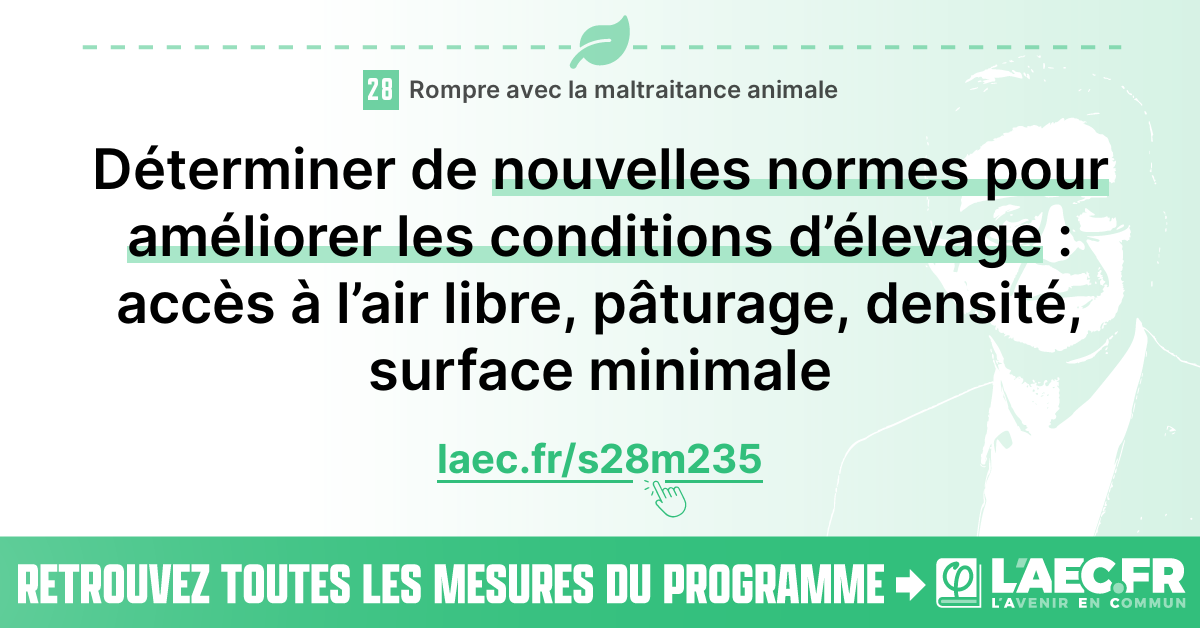 28 Rompre avec la maltraitance animale
Déterminer de nouvelles normes pour
améliorer les conditions d’élevage :
accès à l’air libre, pâturage, densité,
surface minimale
laec.fr/s28m235
RETROUVEZ TOUTES LES MESURES DU PROGRAMME
φ
L'AEC.FR
L'AVENIR EN COMMUN